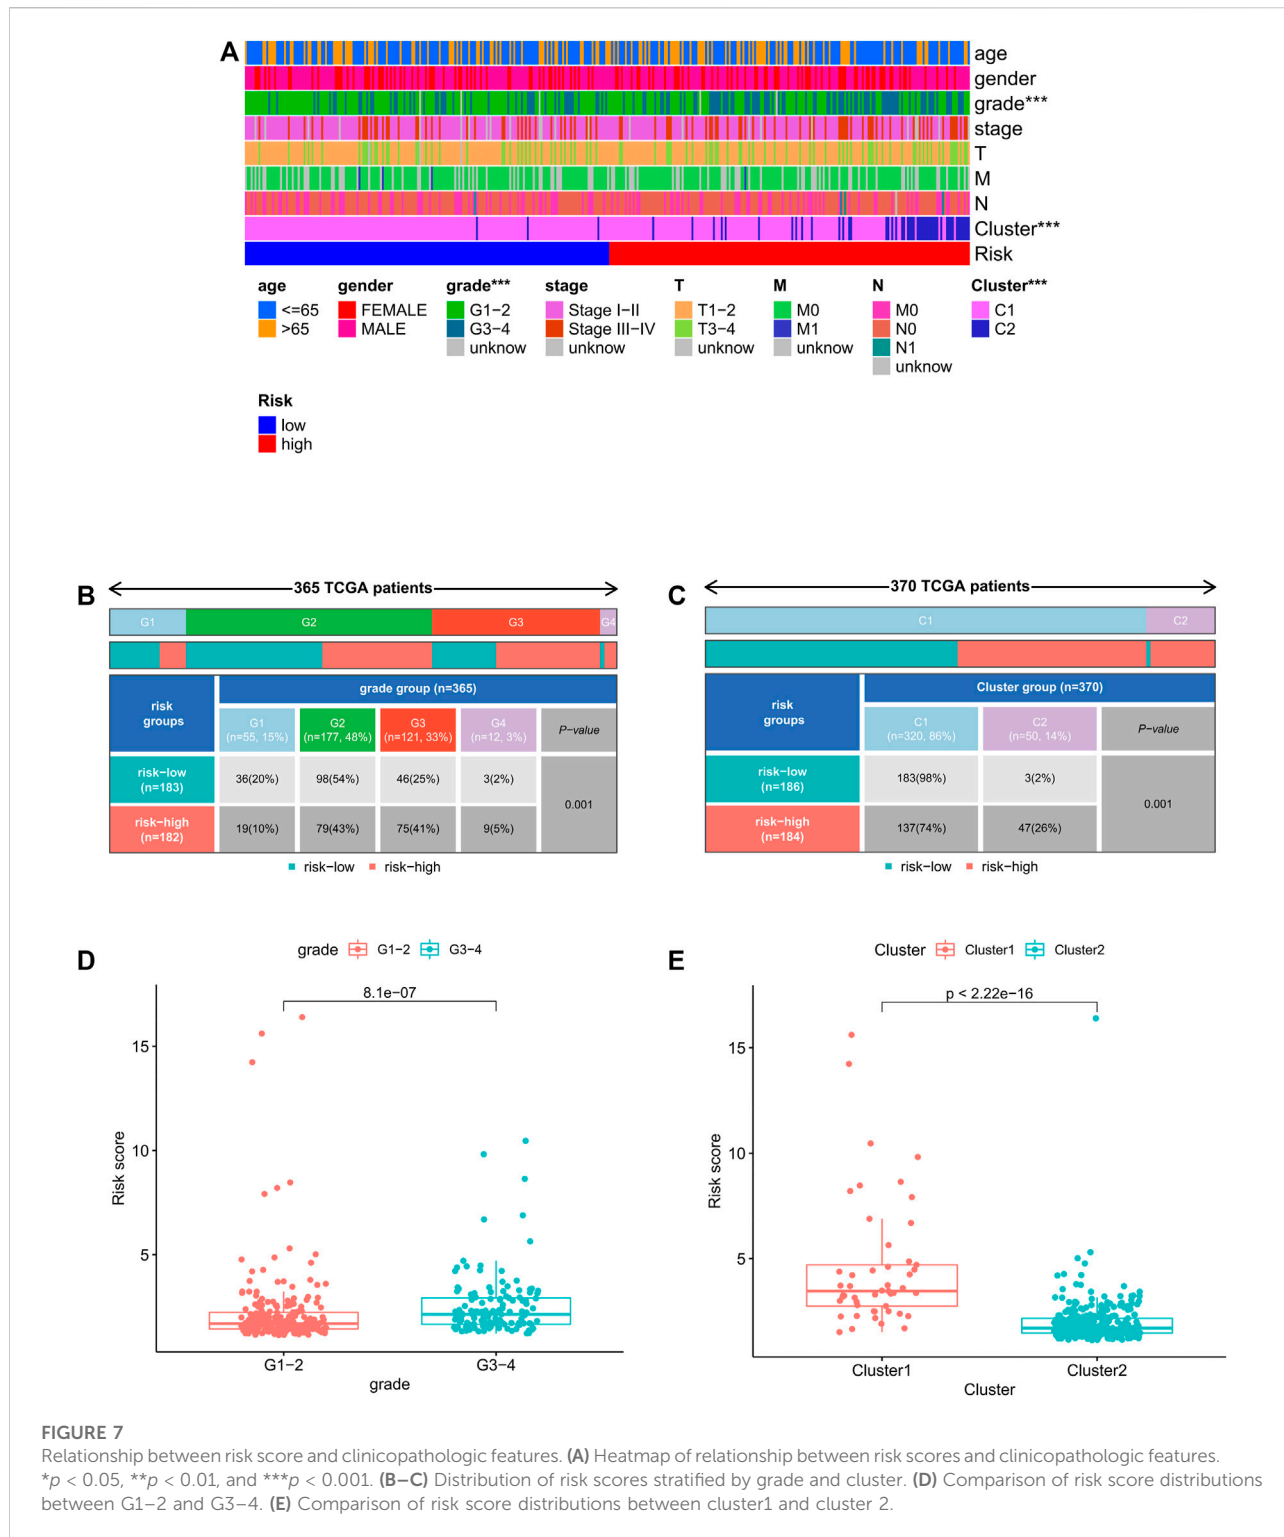 A
age
gender
grade***
stage
T
M
N
Cluster***
Risk
age
<=65
>65
gender
FEMALE
MALE
grade***
G1−2
G3−4
unknow
stage
Stage I−II
Stage III−IV
unknow
T
T1−2
T3−4
unknow
M
M0
M1
unknow
N
M0
N0
N1
unknow
Cluster***
C1
C2
Risk
low
high
B
365 TCGA patients
G1 G2 G3 G4
risk groups
grade group (n=365)
G1 (n=55, 15%)
G2 (n=177, 48%)
G3 (n=121, 33%)
G4 (n=12, 3%)
P−value
risk−low (n=183)
36(20%) 98(54%) 46(25%) 3(2%)
0.001
risk−high (n=182)
19(10%) 79(43%) 75(41%) 9(5%)
risk−low risk−high
C
370 TCGA patients
C1 C2
risk groups
Cluster group (n=370)
C1 (n=320, 86%)
C2 (n=50, 14%)
P−value
risk−low (n=186)
183(98%) 3(2%)
0.001
risk−high (n=184)
137(74%) 47(26%)
risk−low risk−high
D
grade G1−2 G3−4
8.1e−07
15
10
5
Risk score
G1−2 G3−4
grade
E
Cluster Cluster1 Cluster2
p < 2.22e−16
15
10
5
Risk score
Cluster1 Cluster2
Cluster
FIGURE 7
Relationship between risk score and clinicopathologic features. (A) Heatmap of relationship between risk scores and clinicopathologic features.
*p < 0.05, **p < 0.01, and ***p < 0.001. (B–C) Distribution of risk scores stratified by grade and cluster. (D) Comparison of risk score distributions
between G1–2 and G3–4. (E) Comparison of risk score distributions between cluster1 and cluster 2.